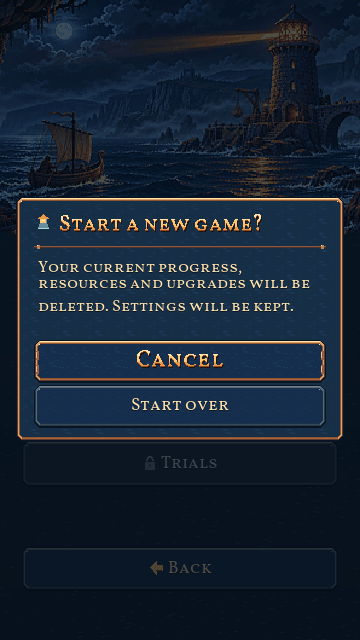 Start a new game?
Your current progress,
resources and upgrades will be
deleted. Settings will be kept.
Cancel
Start over
Trials
Back